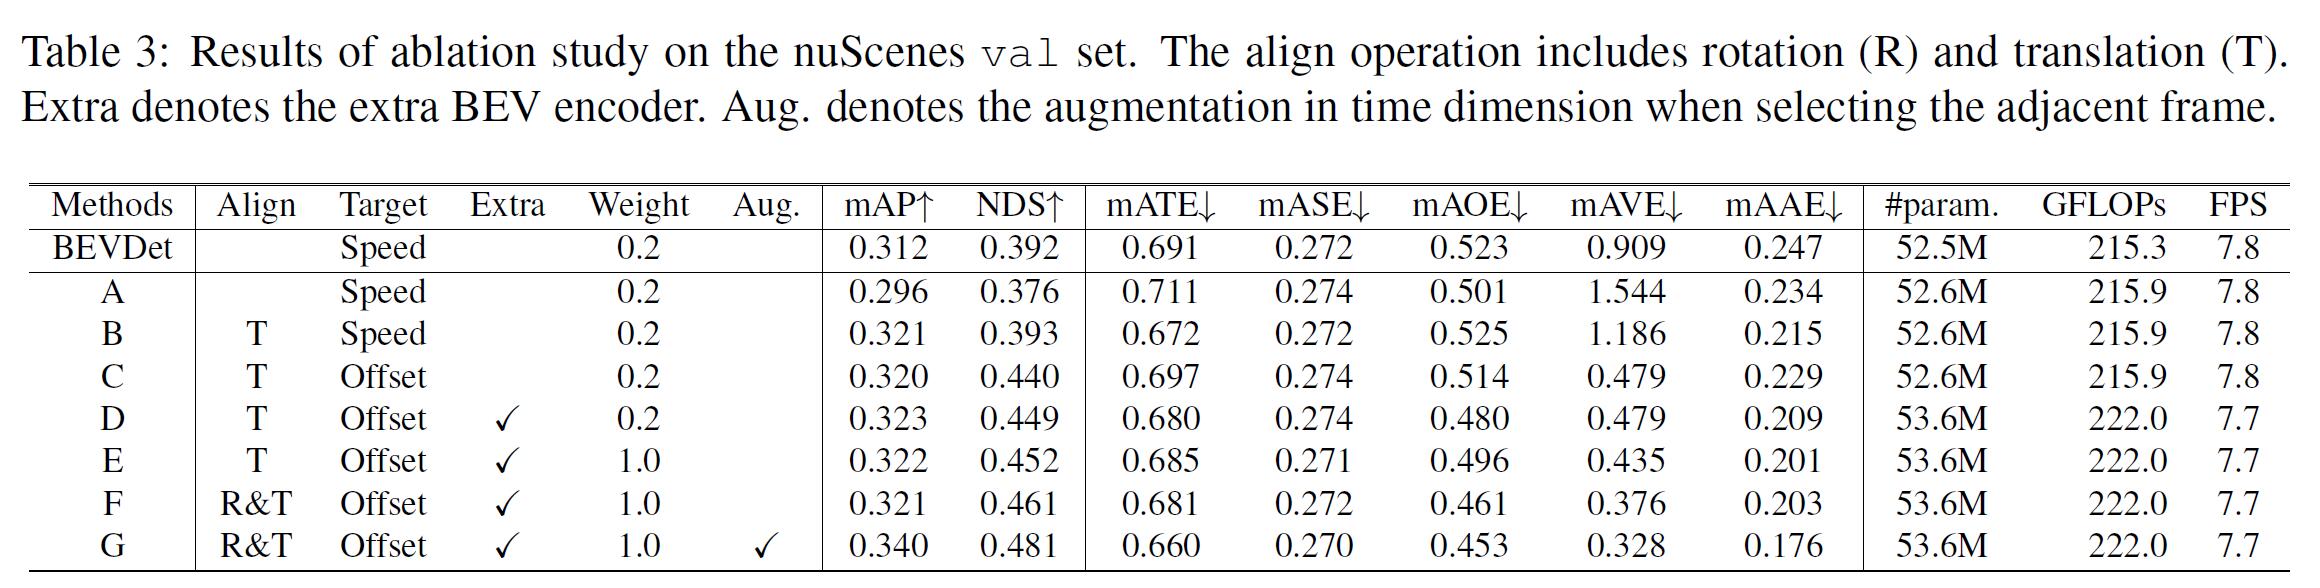 Table 3: Results of ablation study on the nuScenes val set. The align operation includes rotation (R) and translation (T).
Extra denotes the extra BEV encoder. Aug. denotes the augmentation in time dimension when selecting the adjacent frame.
Methods Align Target Extra Weight Aug. mAP↑ NDS↑ mATE↓ mASE↓ mAOE↓ mAVE↓ mAAE↓ #param. GFLOPs FPS
BEVDet Speed 0.2 0.312 0.392 0.691 0.272 0.523 0.909 0.247 52.5M 215.3 7.8
A Speed 0.2 0.296 0.376 0.711 0.274 0.501 1.544 0.234 52.6M 215.9 7.8
B T Speed 0.2 0.321 0.393 0.672 0.272 0.525 1.186 0.215 52.6M 215.9 7.8
C T Offset 0.2 0.320 0.440 0.697 0.274 0.514 0.479 0.229 52.6M 215.9 7.8
D T Offset ✓ 0.2 0.323 0.449 0.680 0.274 0.480 0.479 0.209 53.6M 222.0 7.7
E T Offset ✓ 1.0 0.322 0.452 0.685 0.271 0.496 0.435 0.201 53.6M 222.0 7.7
F R&T Offset ✓ 1.0 0.321 0.461 0.681 0.272 0.461 0.376 0.203 53.6M 222.0 7.7
G R&T Offset ✓ 1.0 ✓ 0.340 0.481 0.660 0.270 0.453 0.328 0.176 53.6M 222.0 7.7